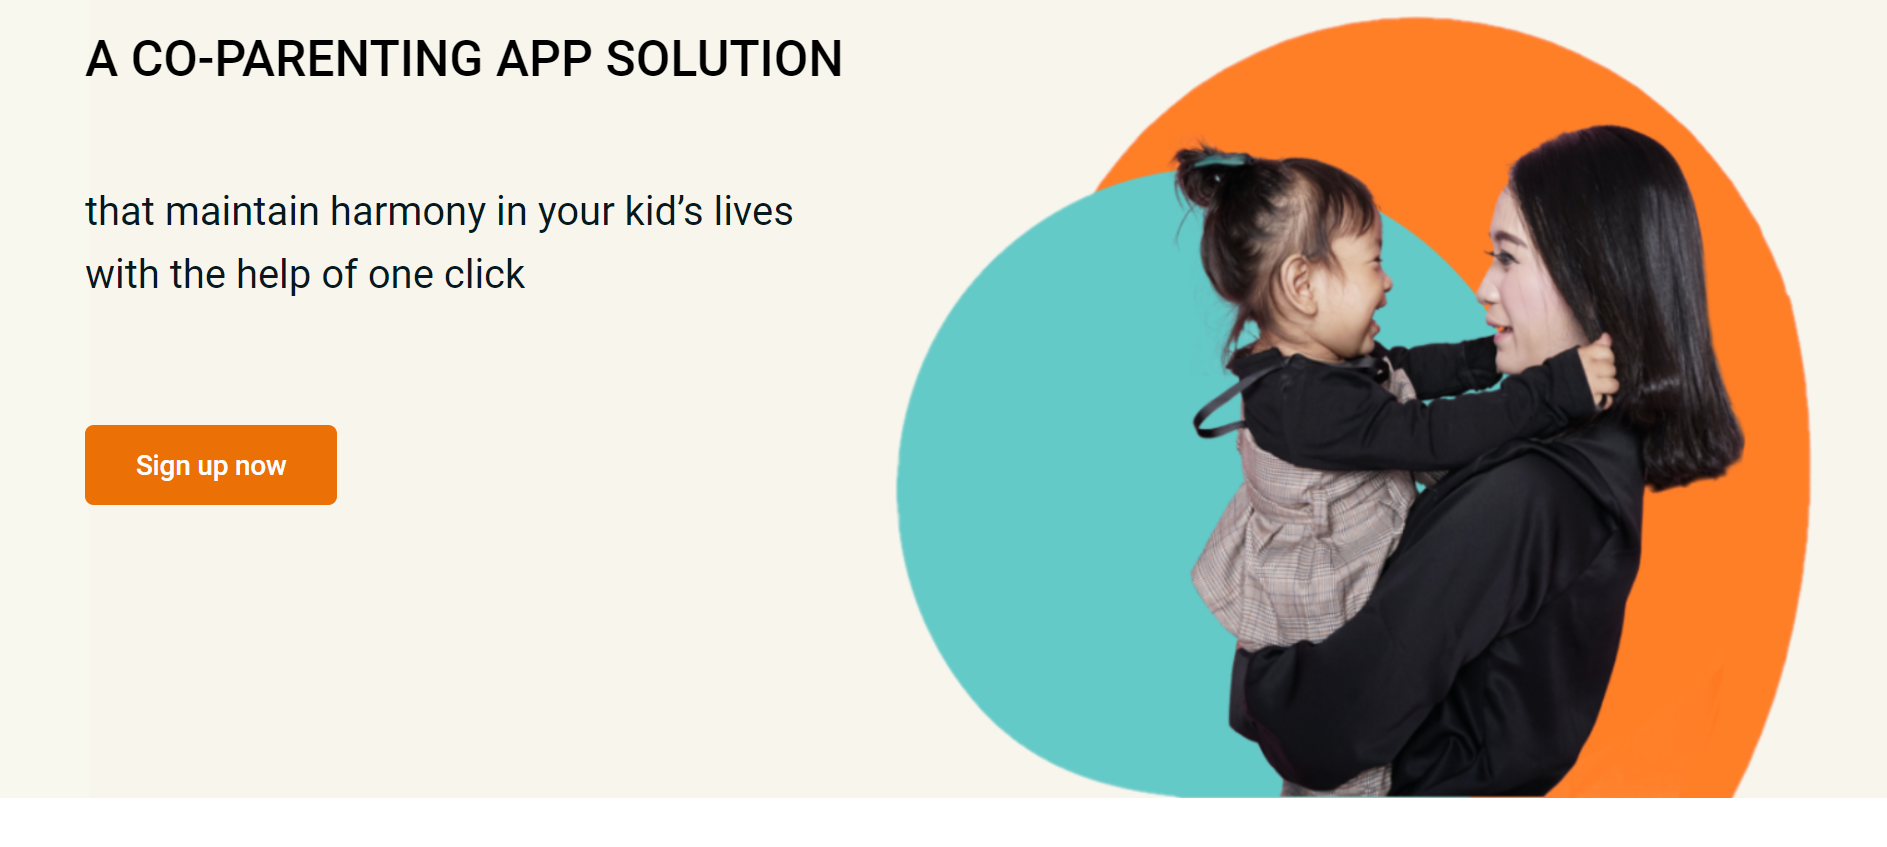 A CO-PARENTING APP SOLUTION
that maintain harmony in your kid’s lives
with the help of one click
Sign up now